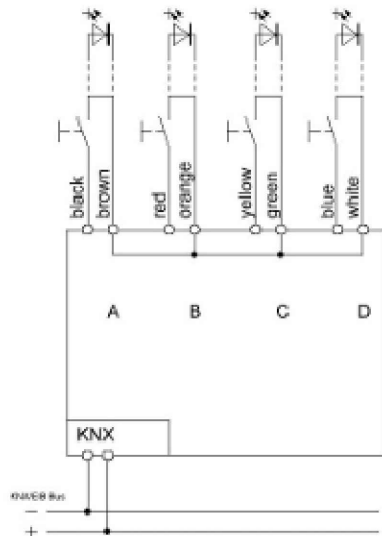 black
brown
red
orange
yellow
green
blue
white
A B C D
KNX
KNX/EIB Bus
−
+